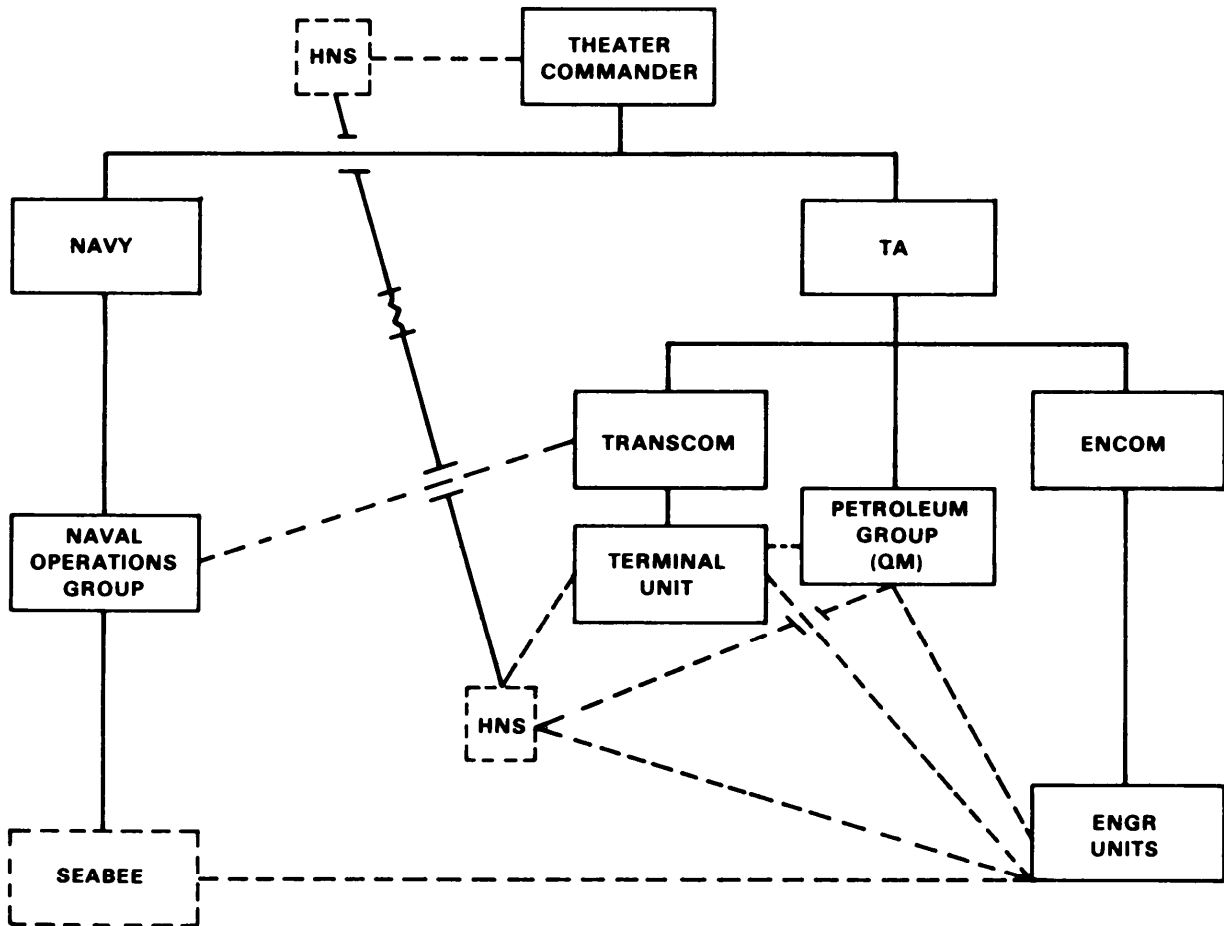 HNS
THEATER
COMMANDER
NAVY
TA
TRANSCOM
ENCOM
NAVAL
OPERATIONS
GROUP
TERMINAL
UNIT
PETROLEUM
GROUP
(QM)
HNS
SEABEE
ENGR
UNITS